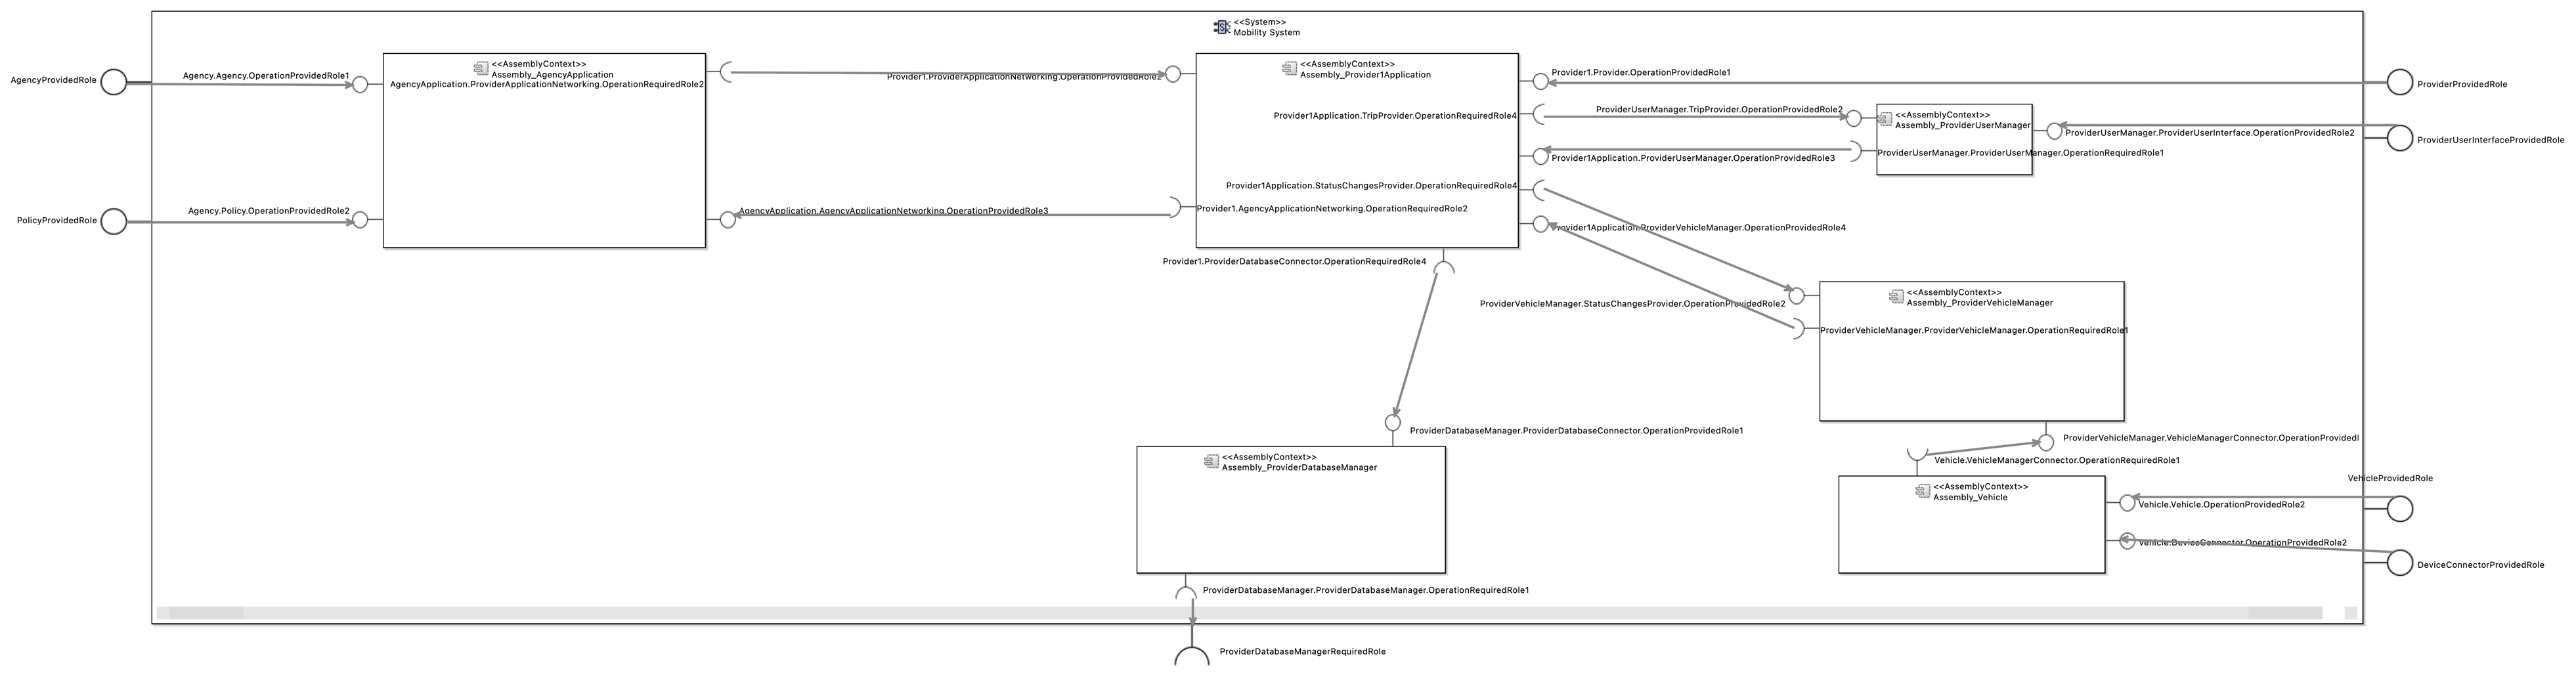 <<System>>
Mobility System
AgencyProvidedRole
Agency.Agency.OperationProvidedRole1
<<AssemblyContext>>
Assembly_AgencyApplication
AgencyApplication.ProviderApplicationNetworking.OperationRequiredRole2
Provider1.ProviderApplicationNetworking.OperationProvidedRole2
<<AssemblyContext>>
Assembly_Provider1Application
Provider1.Provider.OperationProvidedRole1
ProviderProvidedRole
Provider1Application.TripProvider.OperationRequiredRole4
ProviderUserManager.TripProvider.OperationProvidedRole2
<<AssemblyContext>>
Assembly_ProviderUserManager
ProviderUserManager.ProviderUserInterface.OperationProvidedRole2
ProviderUserInterfaceProvidedRole
Provider1Application.ProviderUserManager.OperationProvidedRole3
ProviderUserManager.ProviderUserManager.OperationRequiredRole1
Provider1Application.StatusChangesProvider.OperationRequiredRole4
PolicyProvidedRole
Agency.Policy.OperationProvidedRole2
AgencyApplication.AgencyApplicationNetworking.OperationProvidedRole3
Provider1.AgencyApplicationNetworking.OperationRequiredRole2
Provider1Application.ProviderVehicleManager.OperationProvidedRole4
Provider1.ProviderDatabaseConnector.OperationRequiredRole4
ProviderVehicleManager.StatusChangesProvider.OperationProvidedRole2
<<AssemblyContext>>
Assembly_ProviderVehicleManager
ProviderVehicleManager.ProviderVehicleManager.OperationRequiredRole1
ProviderDatabaseManager.ProviderDatabaseConnector.OperationProvidedRole1
ProviderVehicleManager.VehicleManagerConnector.OperationProvidedI
<<AssemblyContext>>
Assembly_ProviderDatabaseManager
Vehicle.VehicleManagerConnector.OperationRequiredRole1
VehicleProvidedRole
<<AssemblyContext>>
Assembly_Vehicle
Vehicle.Vehicle.OperationProvidedRole2
Vehicle.DeviceConnector.OperationProvidedRole2
DeviceConnectorProvidedRole
ProviderDatabaseManager.ProviderDatabaseManager.OperationRequiredRole1
ProviderDatabaseManagerRequiredRole